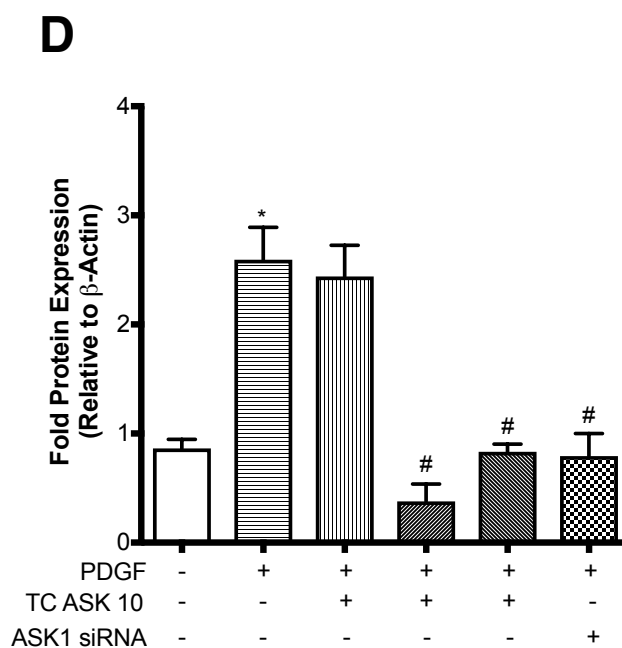 D
4
3
2
1
0
Fold Protein Expression
(Relative to β-Actin)
*
#
#
#
PDGF - + + + + +
TC ASK 10 - - + + + -
ASK1 siRNA - - - - - +